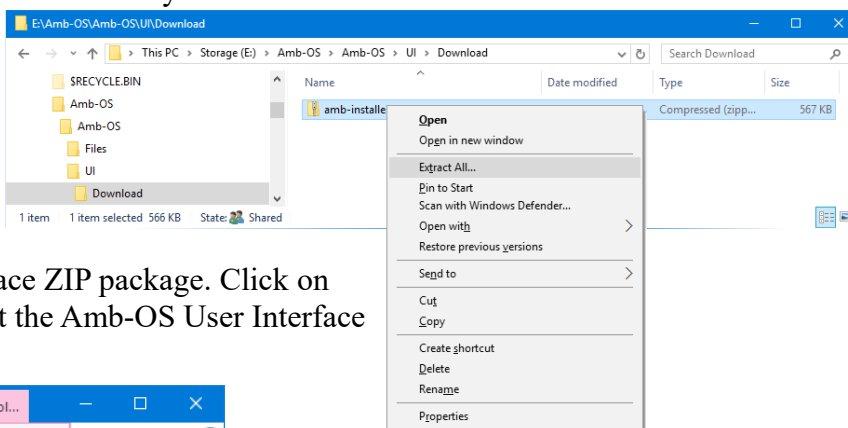 E:\Amb-OS\Amb-OS\UI\Download
This PC > Storage (E:) > Amb-OS > Amb-OS > UI > Download
Search Download
Name Date modified Type Size
$RECYCLE.BIN
Amb-OS
Amb-OS
Files
UI
Download
amb-installe Compressed (zipp... 567 KB
1 item 1 item selected 566 KB State: Shared
Open
Open in new window
Extract All...
Pin to Start
Scan with Windows Defender...
Open with
Restore previous versions
Send to
Cut
Copy
Create shortcut
Delete
Rename
Properties
ace ZIP package. Click on
t the Amb-OS User Interface
ol...